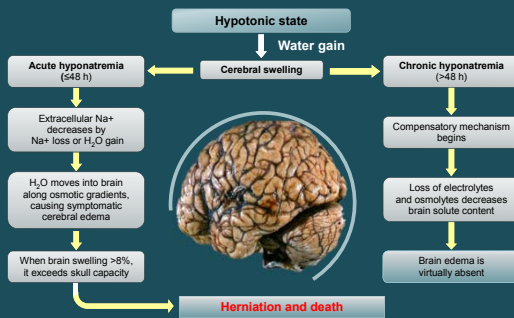 Hypotonic state
Water gain
Acute hyponatremia
(≤48 h)
Cerebral swelling
Chronic hyponatremia
(>48 h)
Extracellular Na+
decreases by
Na+ loss or H₂O gain
Compensatory mechanism
begins
H₂O moves into brain
along osmotic gradients,
causing symptomatic
cerebral edema
Loss of electrolytes
and osmolytes decreases
brain solute content
When brain swelling >8%,
it exceeds skull capacity
Brain edema is
virtually absent
Herniation and death